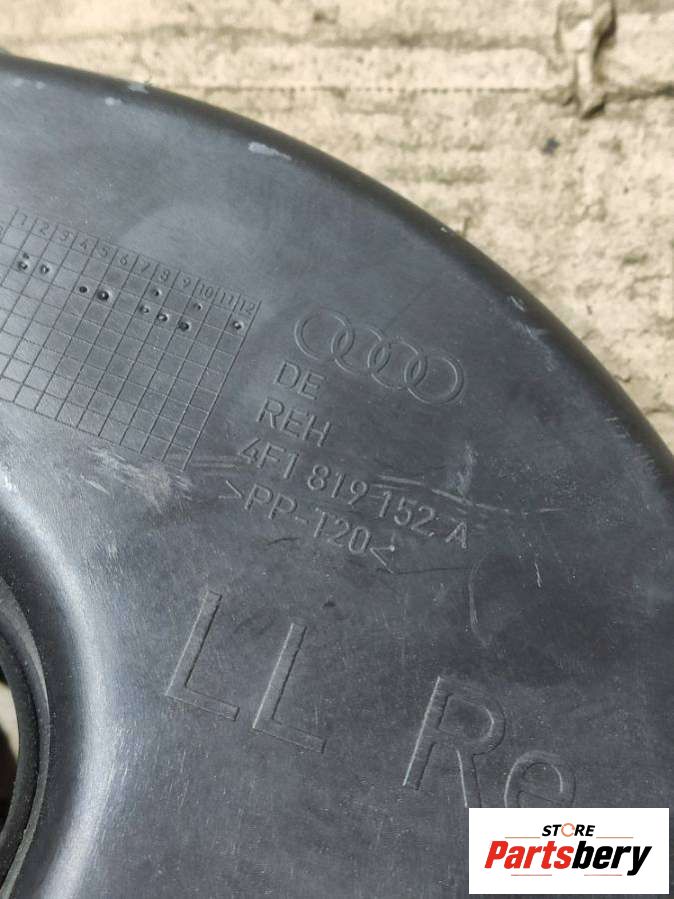 1 2 3 4 5 6 7 8 9 10 11 12
DE
REH
4F1 819 152 A
>PP-T20<
LL Re
STORE
Partsbery